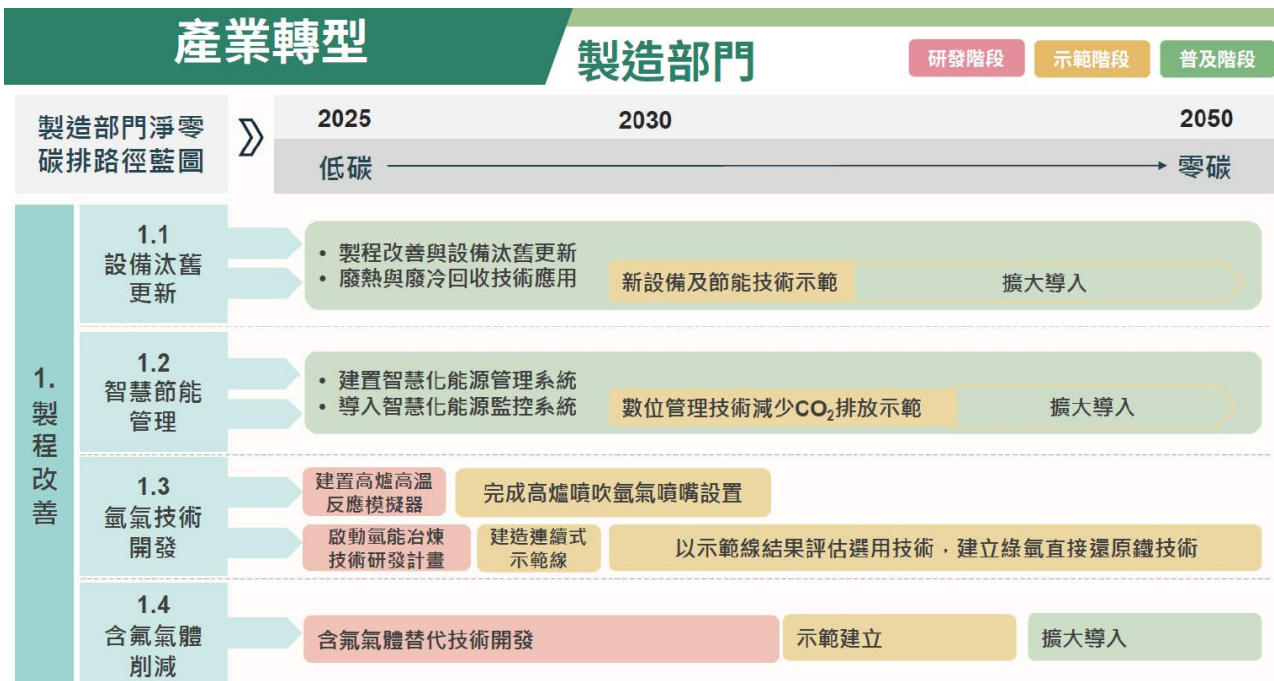 產業轉型
製造部門
研發階段
示範階段
普及階段
製造部門淨零
碳排路徑藍圖
2025
2030
2050
低碳
零碳
1.
製
程
改
善
1.1
設備汰舊
更新
• 製程改善與設備汰舊更新
• 廢熱與廢冷回收技術應用
新設備及節能技術示範
擴大導入
1.2
智慧節能
管理
• 建置智慧化能源管理系統
• 導入智慧化能源監控系統
數位管理技術減少CO₂排放示範
擴大導入
1.3
氫氣技術
開發
建置高爐高溫
反應模擬器
完成高爐噴吹氫氣噴嘴設置
啟動氫能冶煉
技術研發計畫
建造連續式
示範線
以示範線結果評估選用技術，建立綠氫直接還原鐵技術
1.4
含氟氣體
削減
含氟氣體替代技術開發
示範建立
擴大導入